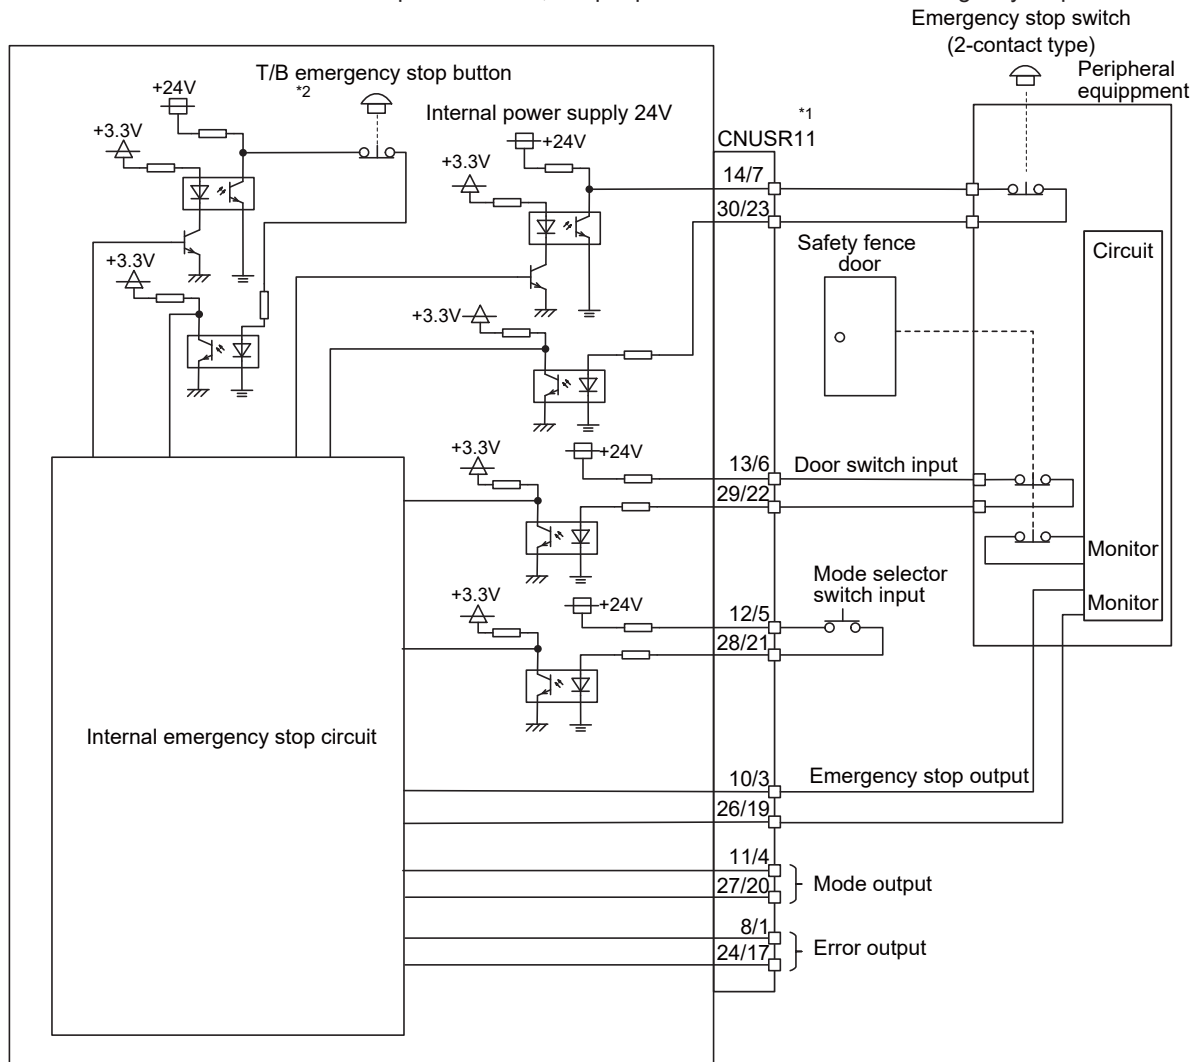 Emergency stop switch
(2-contact type)
Peripheral
equippment
T/B emergency stop button
*2
+24V
+3.3V
Internal power supply 24V
+24V
+3.3V
*1
CNUSR11
14/7
30/23
Safety fence
door
Circuit
+3.3V
+3.3V
+3.3V
+24V
13/6
Door switch input
29/22
Monitor
Mode selector
switch input
Monitor
+3.3V
+24V
12/5
28/21
Internal emergency stop circuit
10/3
Emergency stop output
26/19
11/4
27/20
Mode output
8/1
24/17
Error output